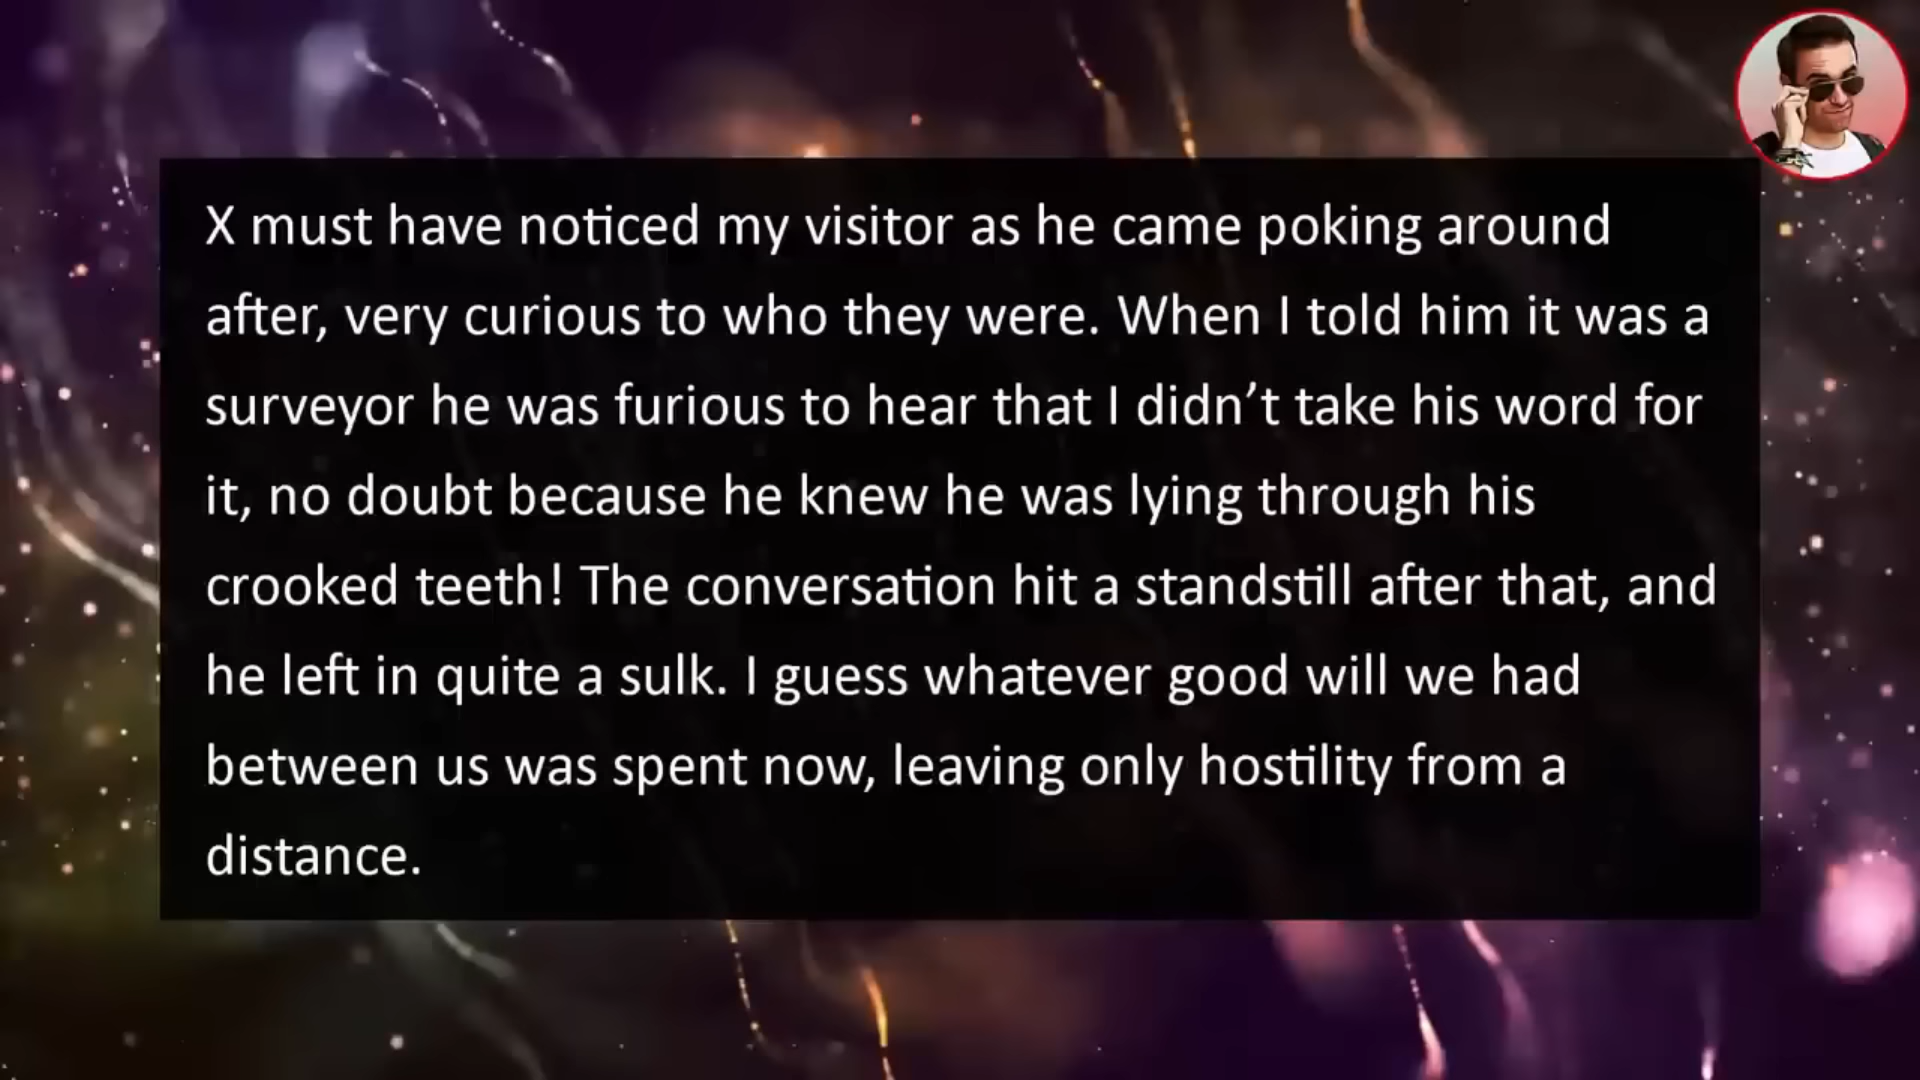 X must have noticed my visitor as he came poking around
after, very curious to who they were. When I told him it was a
surveyor he was furious to hear that I didn’t take his word for
it, no doubt because he knew he was lying through his
crooked teeth! The conversation hit a standstill after that, and
he left in quite a sulk. I guess whatever good will we had
between us was spent now, leaving only hostility from a
distance.